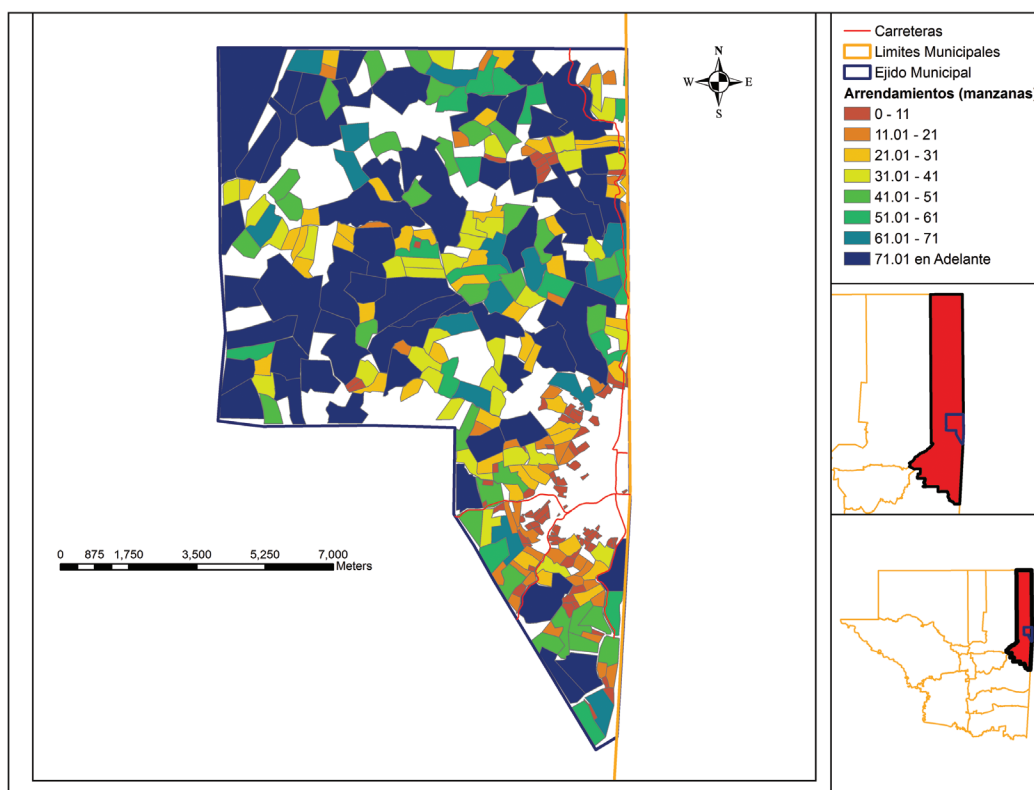 N
W
E
S
0 875 1,750 3,500 5,250 7,000
Meters
Carreteras
Limites Municipales
Ejido Municipal
Arrendamientos (manzanas)
0 - 11
11.01 - 21
21.01 - 31
31.01 - 41
41.01 - 51
51.01 - 61
61.01 - 71
71.01 en Adelante